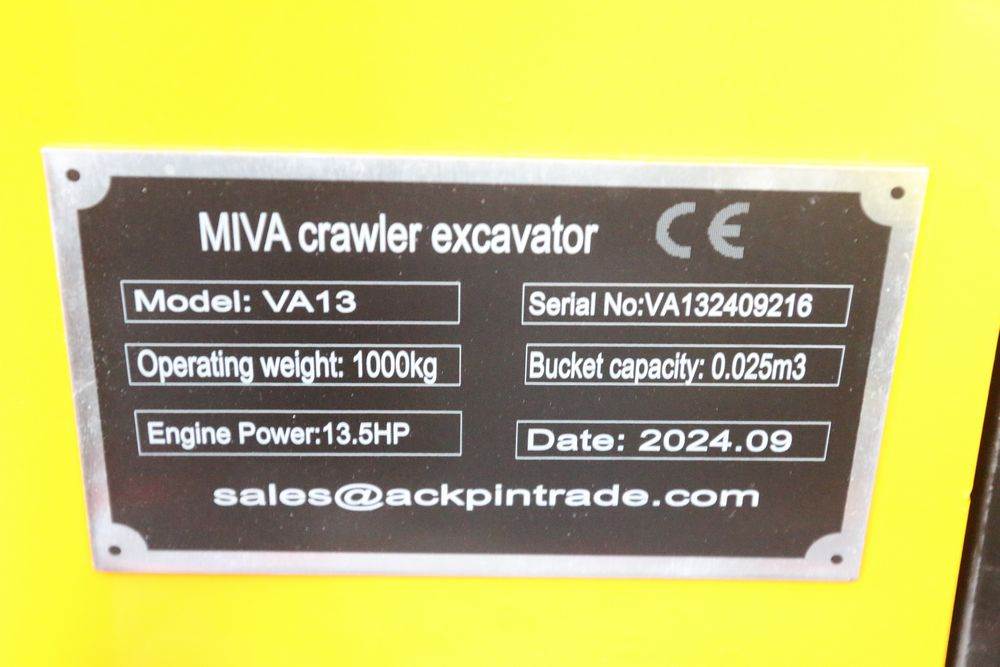 MIVA crawler excavator CE
Model: VA13
Serial No:VA132409216
Operating weight: 1000kg
Bucket capacity: 0.025m3
Engine Power:13.5HP
Date: 2024.09
sales@ackpintrade.com